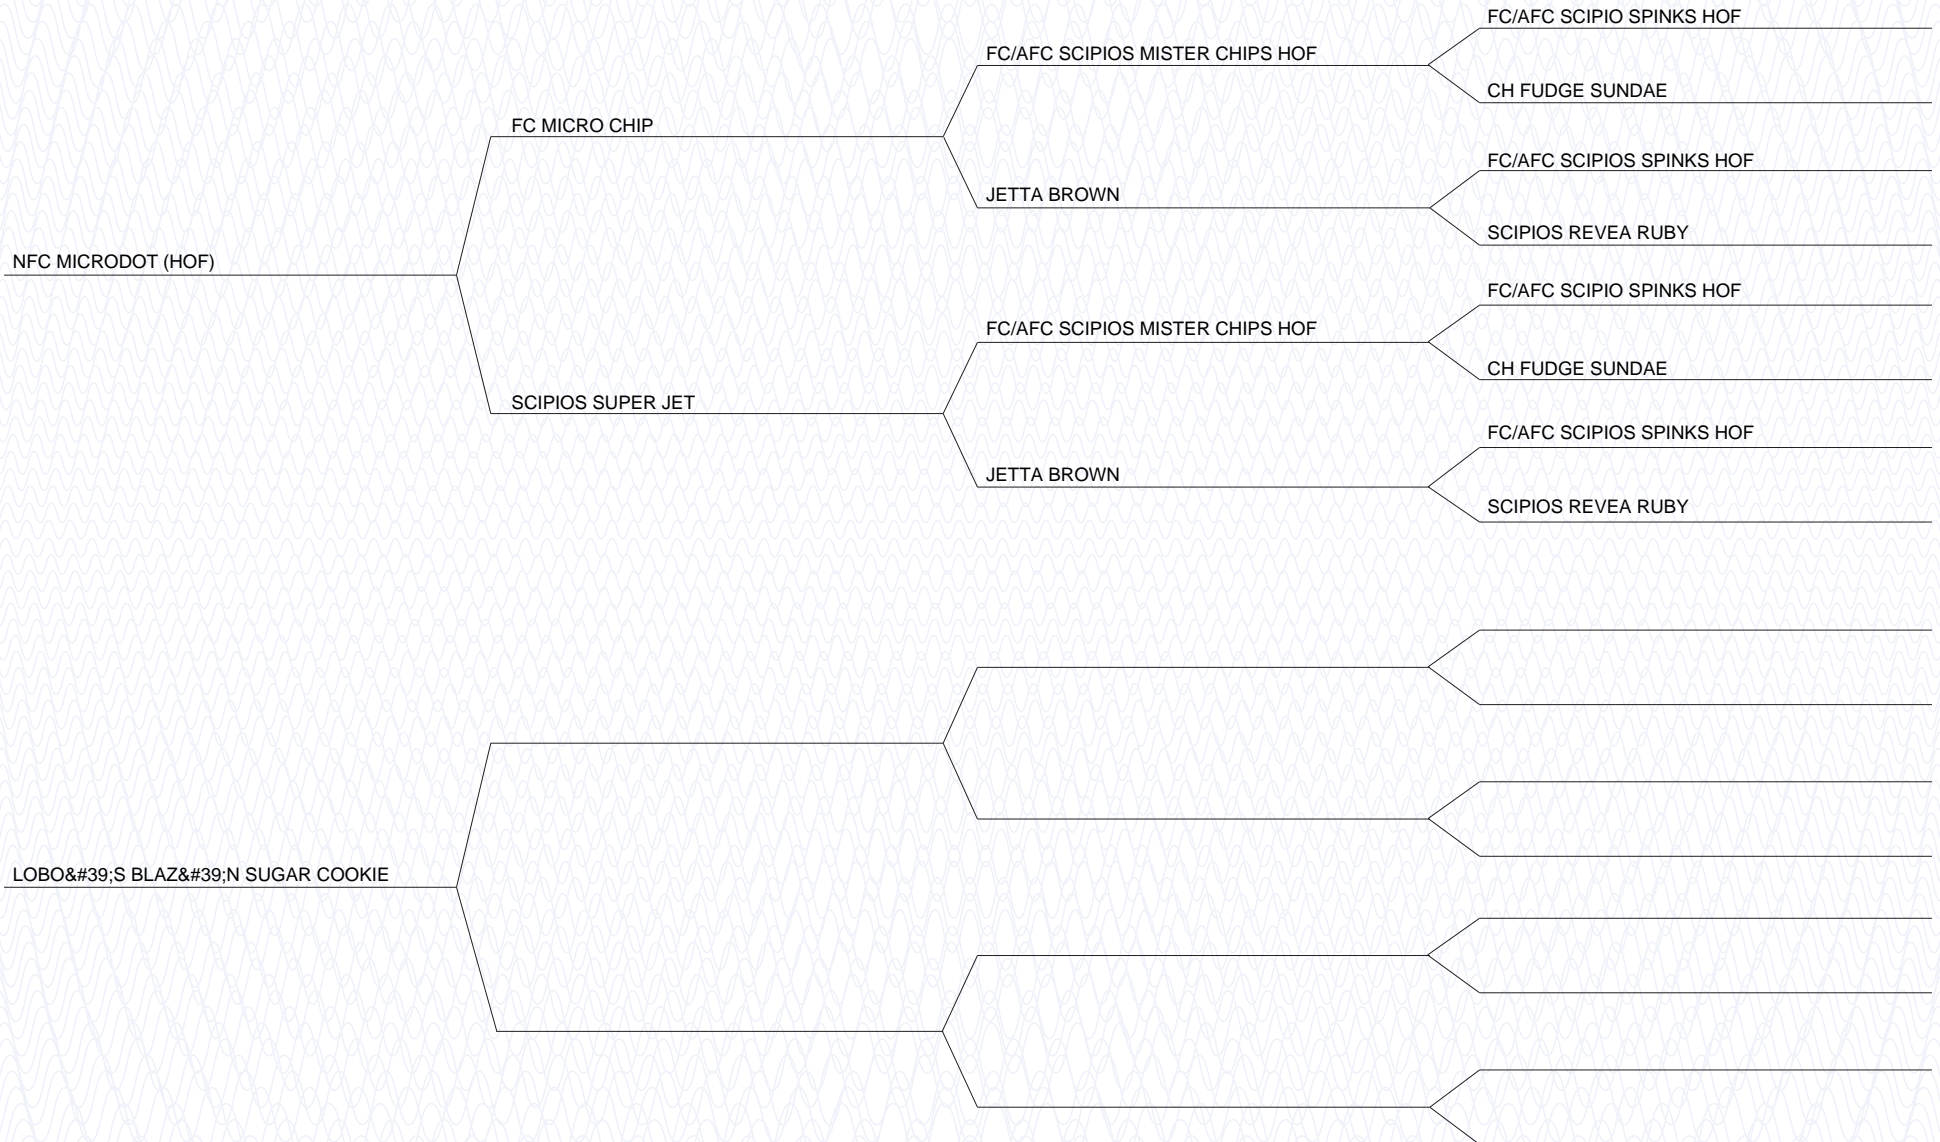 FC/AFC SCIPIO SPINKS HOF
FC/AFC SCIPIOS MISTER CHIPS HOF
CH FUDGE SUNDAE
FC MICRO CHIP
FC/AFC SCIPIOS SPINKS HOF
JETTA BROWN
SCIPIOS REVEA RUBY
NFC MICRODOT (HOF)
FC/AFC SCIPIO SPINKS HOF
FC/AFC SCIPIOS MISTER CHIPS HOF
CH FUDGE SUNDAE
SCIPIOS SUPER JET
FC/AFC SCIPIOS SPINKS HOF
JETTA BROWN
SCIPIOS REVEA RUBY
LOBO&#39;S BLAZ&#39;N SUGAR COOKIE